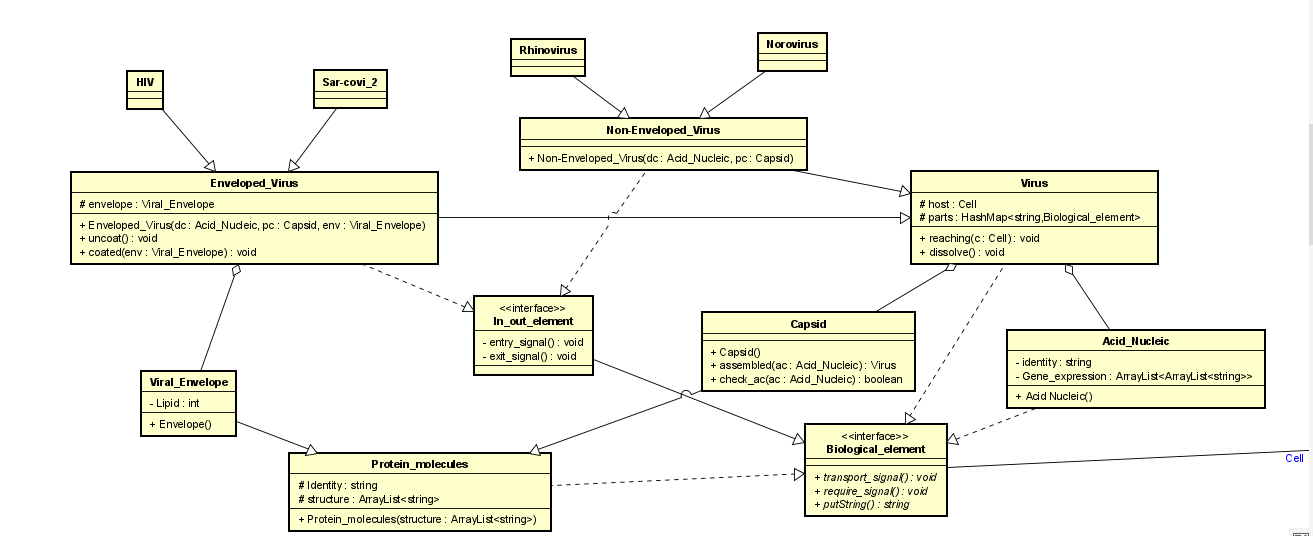 Rhinovirus
Norovirus
HIV
Sar-covi_2
Non-Enveloped_Virus
+ Non-Enveloped_Virus(dc : Acid_Nucleic, pc : Capsid)
Enveloped_Virus
# envelope : Viral_Envelope
+ Enveloped_Virus(dc : Acid_Nucleic, pc : Capsid, env : Viral_Envelope)
+ uncoat() : void
+ coated(env : Viral_Envelope) : void
Virus
# host : Cell
# parts : HashMap<string,Biological_element>
+ reaching(c : Cell) : void
+ dissolve() : void
<<interface>>
In_out_element
- entry_signal() : void
- exit_signal() : void
Capsid
+ Capsid()
+ assembled(ac : Acid_Nucleic) : Virus
+ check_ac(ac : Acid_Nucleic) : boolean
Acid_Nucleic
- identity : string
- Gene_expression : ArrayList<ArrayList<string>>
+ Acid Nucleic()
Viral_Envelope
- Lipid : int
+ Envelope()
<<interface>>
Biological_element
+ transport_signal() : void
+ require_signal() : void
+ putString() : string
Cell
Protein_molecules
# Identity : string
# structure : ArrayList<string>
+ Protein_molecules(structure : ArrayList<string>)